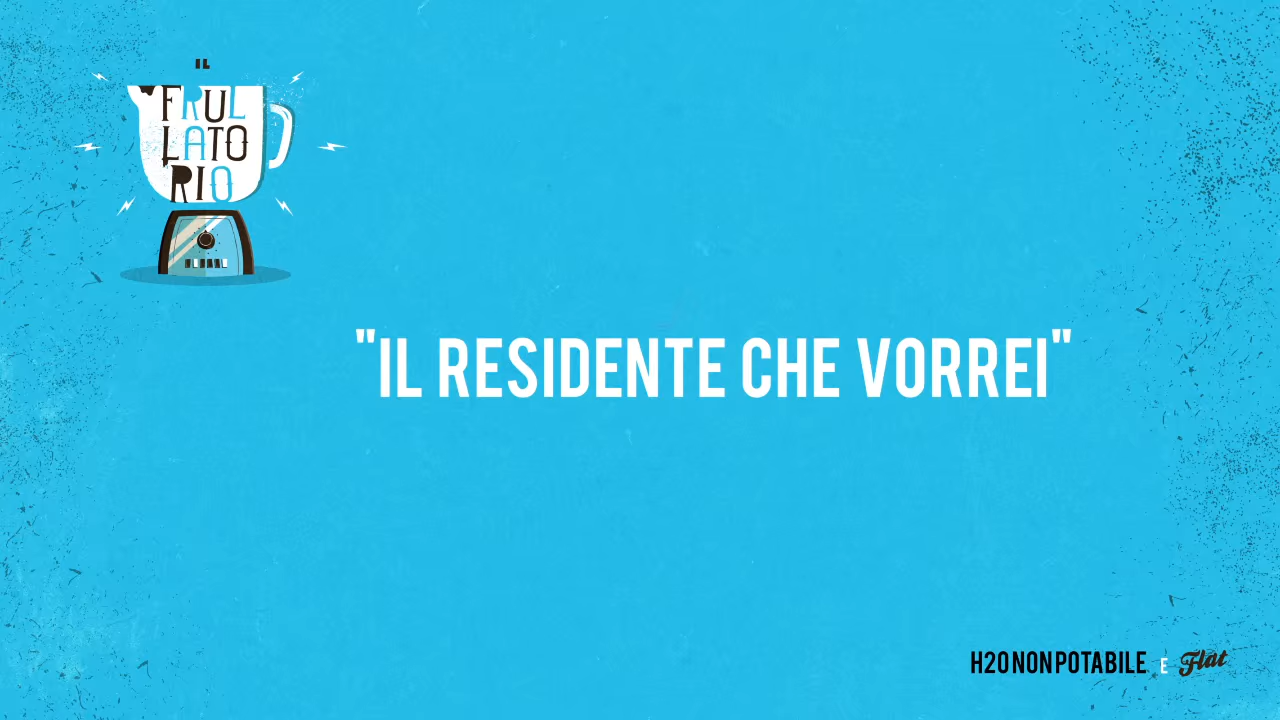 IL
FRUL
LATO
RIO
"IL RESIDENTE CHE VORREI"
H2O NON POTABILE E Flat